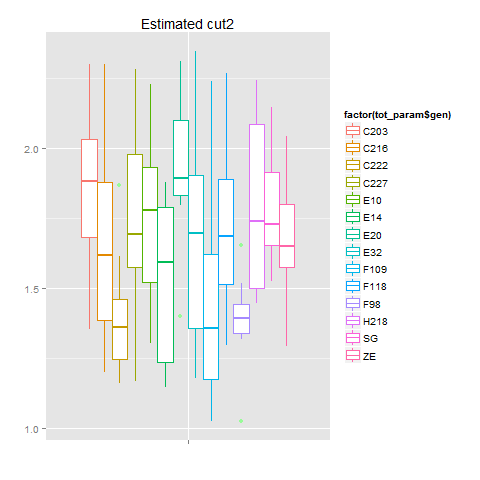 Estimated cut2
2.0
1.5
1.0
factor(tot_param$gen)
C203
C216
C222
C227
E10
E14
E20
E32
F109
F118
F98
H218
SG
ZE